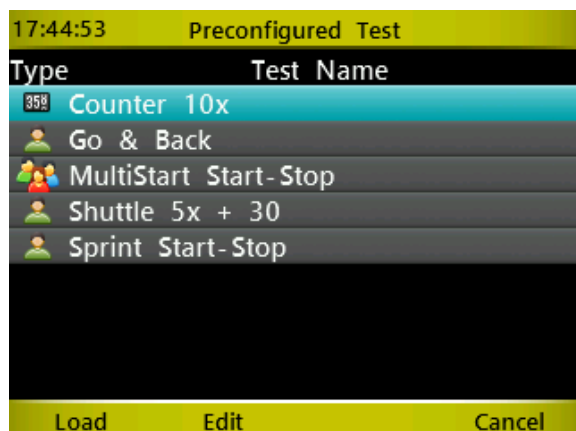 17:44:53 Preconfigured Test
Type Test Name
Counter 10x
Go & Back
MultiStart Start-Stop
Shuttle 5x + 30
Sprint Start-Stop
Load Edit Cancel